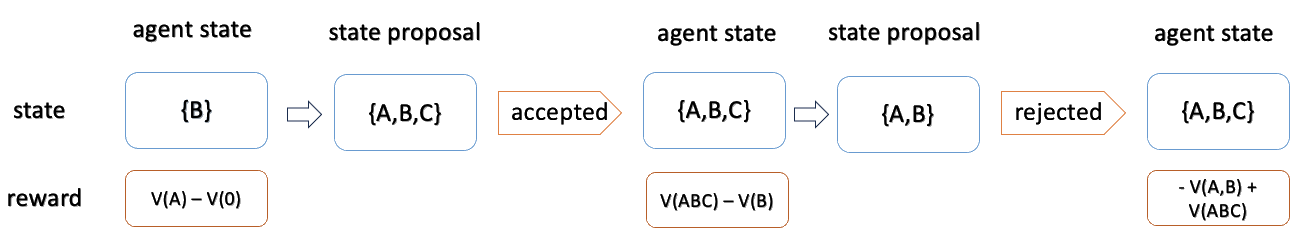 agent state
state proposal
agent state
state proposal
agent state
state
{B}
{A,B,C}
accepted
{A,B,C}
{A,B}
rejected
{A,B,C}
reward
V(A) – V(0)
V(ABC) – V(B)
- V(A,B) +
V(ABC)